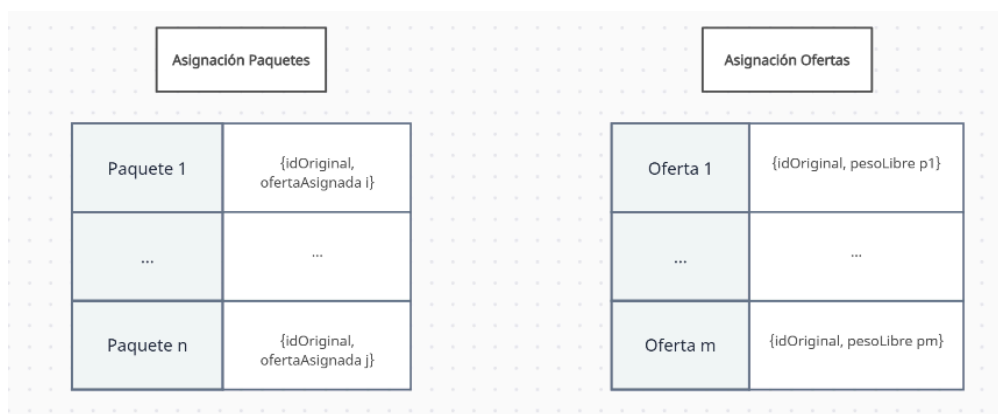 Asignación Paquetes
Asignación Ofertas
Paquete 1
{idOriginal,
ofertaAsignada i}
...
...
Paquete n
{idOriginal,
ofertaAsignada j}
Oferta 1
{idOriginal, pesoLibre p1}
...
...
Oferta m
{idOriginal, pesoLibre pm}